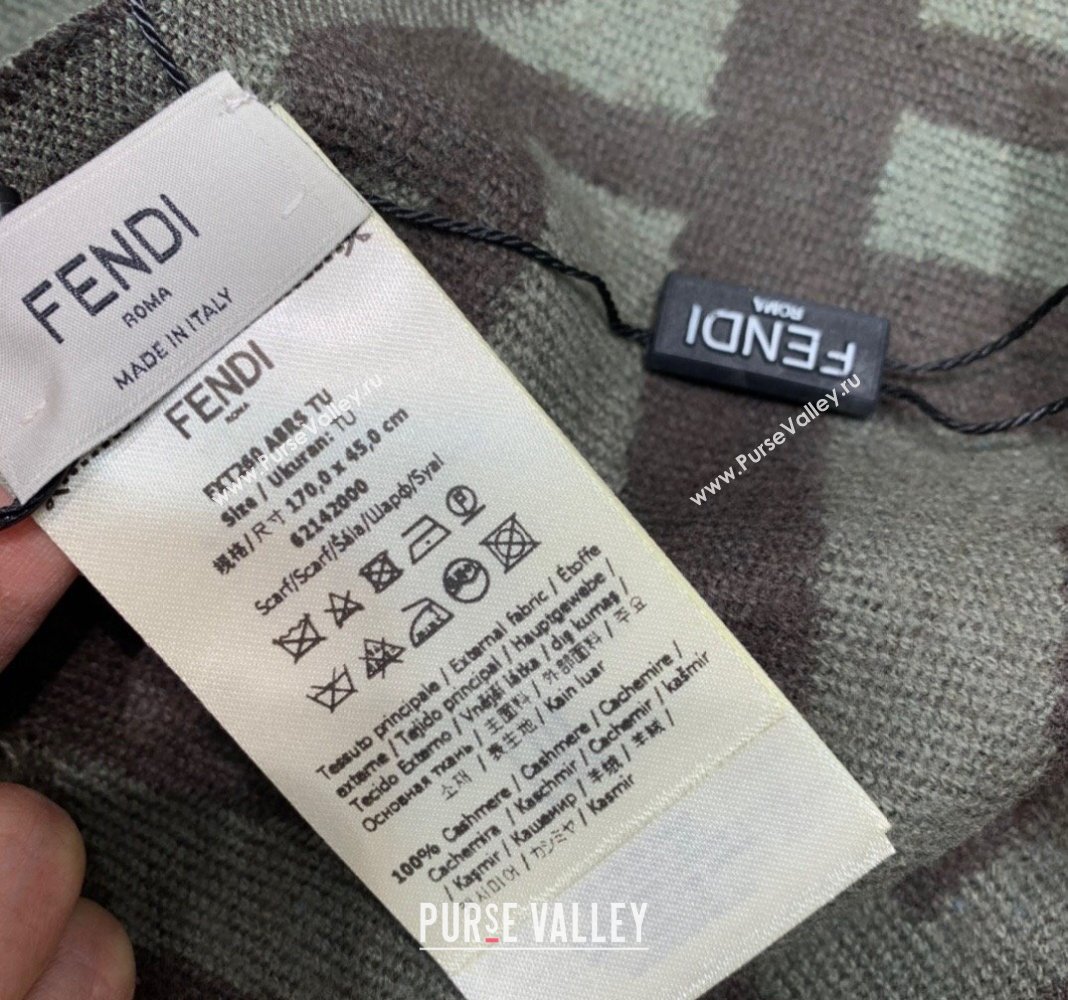 FENDI
ROMA
MADE IN ITALY
FENDI
ROMA
TU
Size / Ukuran: TU
规格/尺寸 170,0 x 45,0 cm
62142000
Scarf/Scarf/Šála/Шарф/Syal
Tessuto principale / External fabric / Étoffe
externe / Tejido principal / Hauptgewebe /
Tecido Externo / Vnější látka / dış kumaş /
Основная ткань / 主面料 / 外部面料 / 주요
소재 / 表生地 / Kain luar
100% Cashmere / Cashmere / Cachemire /
Cachemira / Kaschmir / Cachemir / kašmír
/ Kaşmir / Кашемир / 羊绒 / 羊絨 /
캐시미어 / カシミヤ / Kasmir
FENDI
ROMA
www.PurseValley.ru
www.PurseValley.ru
PURSE VALLEY